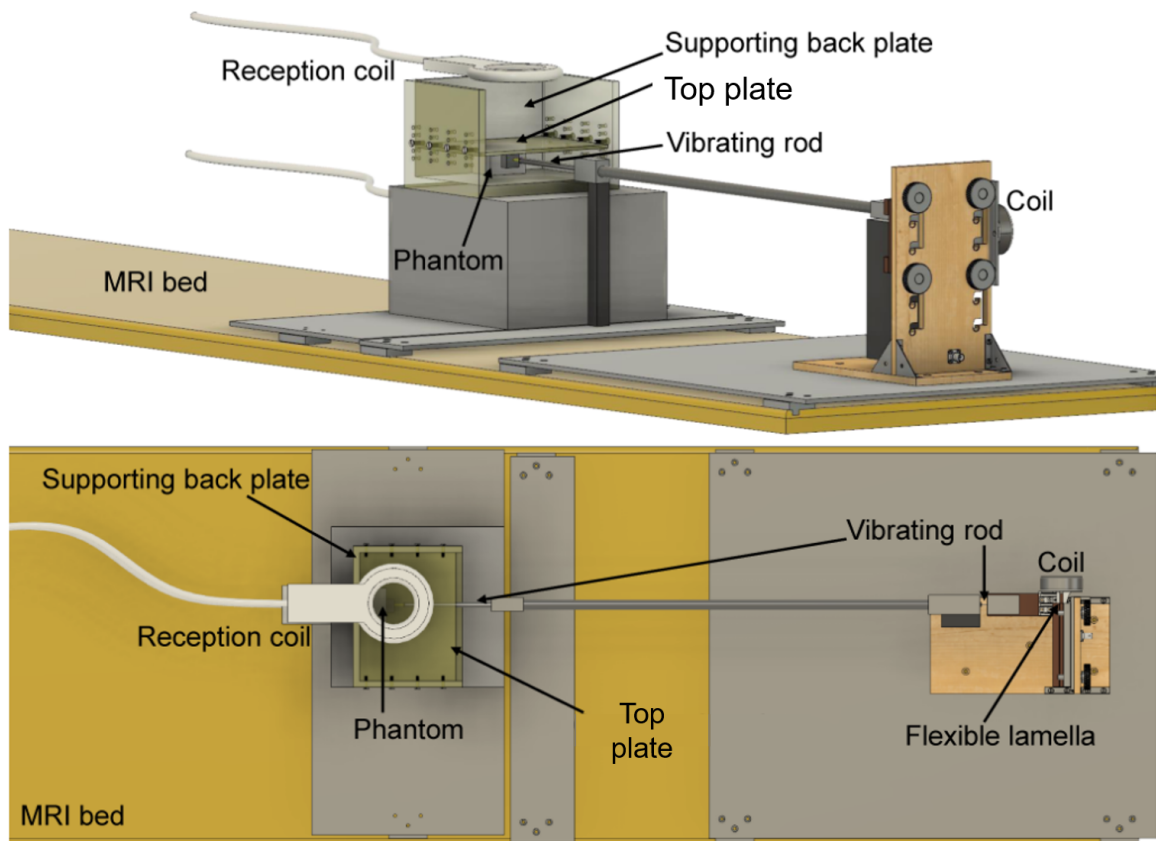 Supporting back plate
Reception coil
Top plate
Vibrating rod
Coil
Phantom
MRI bed
Supporting back plate
Vibrating rod
Coil
Reception coil
Phantom
Top
plate
Flexible lamella
MRI bed